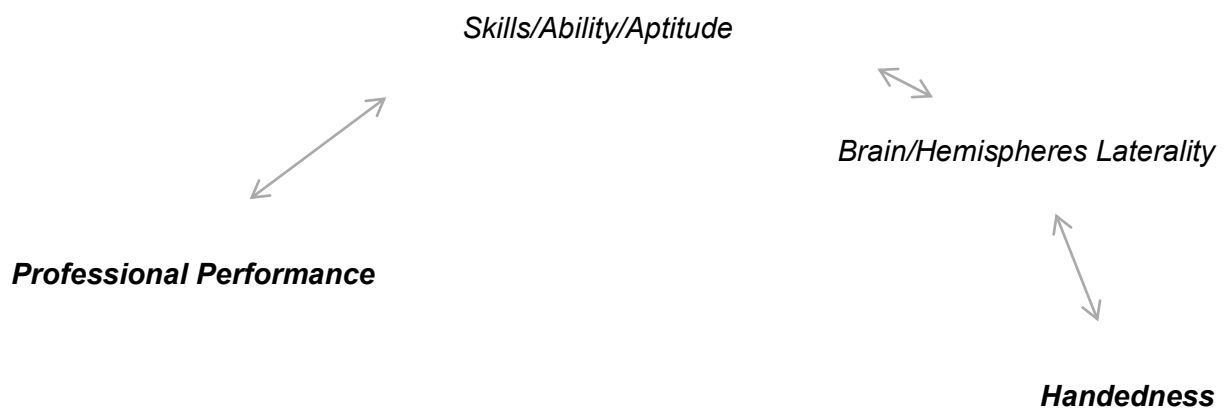 Skills/Ability/Aptitude
Brain/Hemispheres Laterality
Professional Performance
Handedness